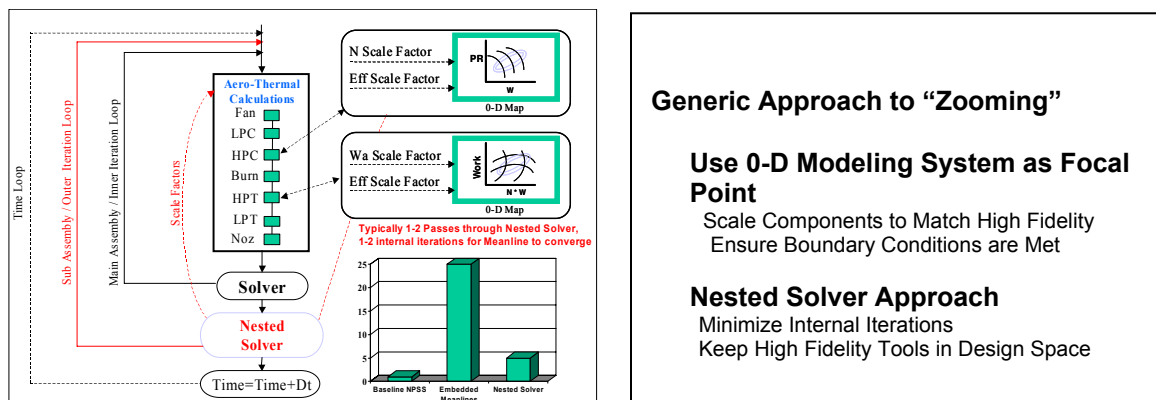 Time Loop
Sub Assembly / Outer Iteration Loop
Main Assembly / Inner Iteration Loop
Scale Factors
Aero-Thermal
Calculations
Fan
LPC
HPC
Burn
HPT
LPT
Noz
Solver
Nested
Solver
Time=Time+Dt
N Scale Factor
Eff Scale Factor
PR
W
0-D Map
Wa Scale Factor
Eff Scale Factor
Work
N * W
0-D Map
Typically 1-2 Passes through Nested Solver,
1-2 internal iterations for Meanline to converge
25
20
15
10
5
0
Baseline NPSS
Embedded
Meanlines
Nested Solver
Generic Approach to “Zooming”
Use 0-D Modeling System as Focal
Point
Scale Components to Match High Fidelity
Ensure Boundary Conditions are Met
Nested Solver Approach
Minimize Internal Iterations
Keep High Fidelity Tools in Design Space